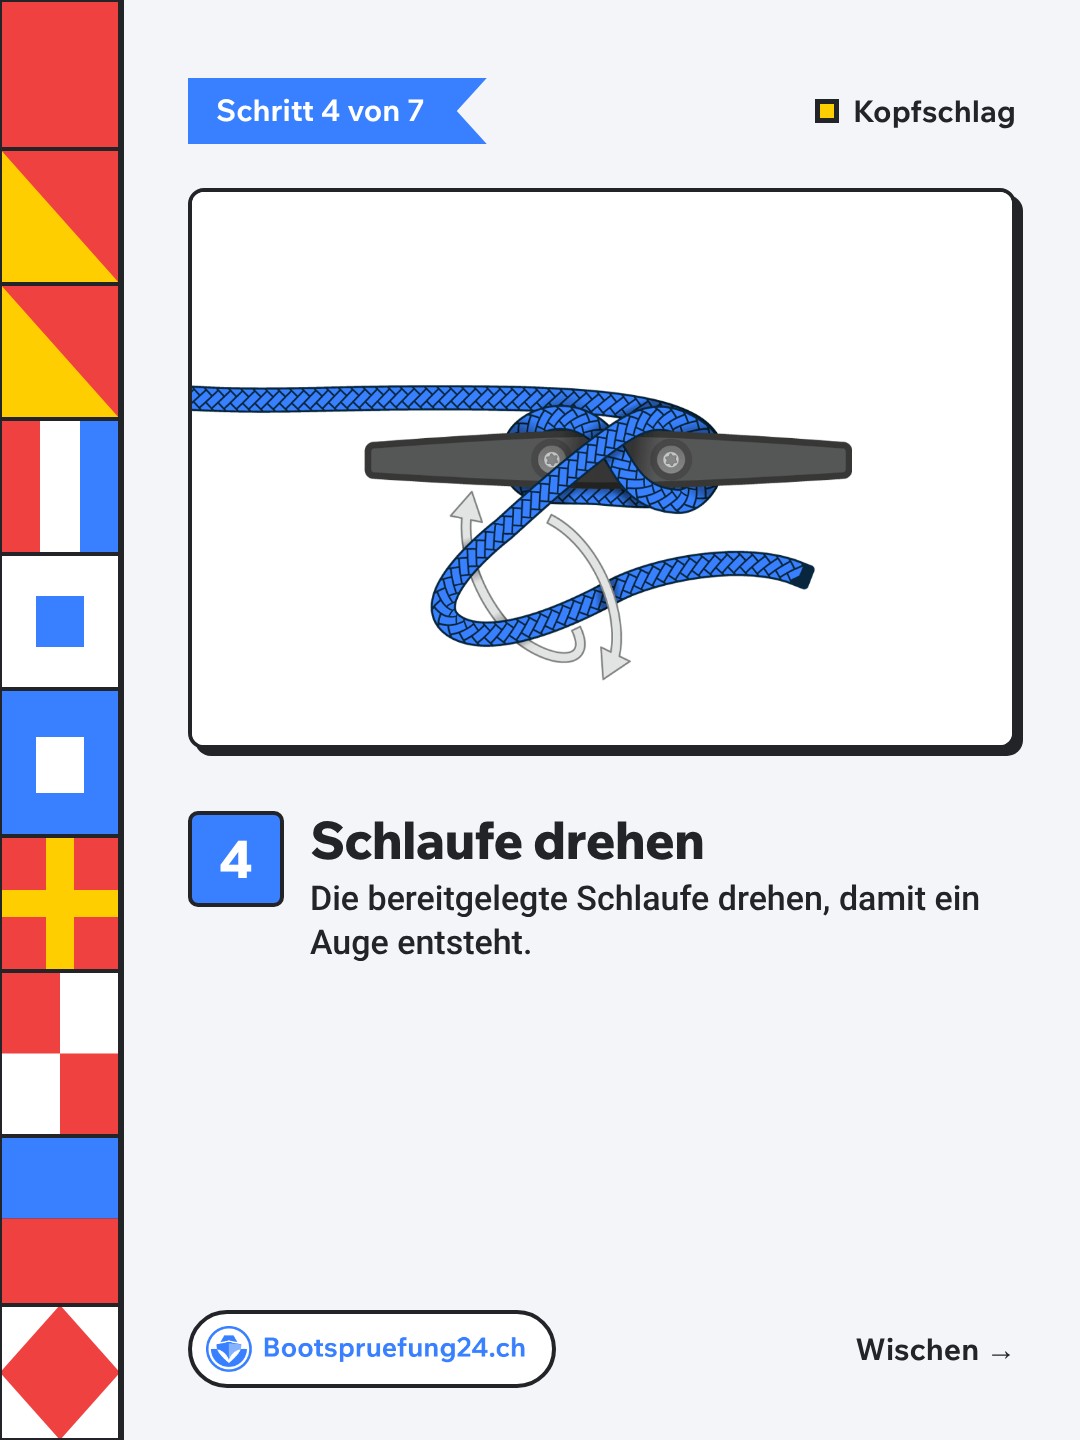 Schritt 4 von 7
Kopfschlag
4
Schlaufe drehen
Die bereitgelegte Schlaufe drehen, damit ein
Auge entsteht.
Bootspruefung24.ch
Wischen →